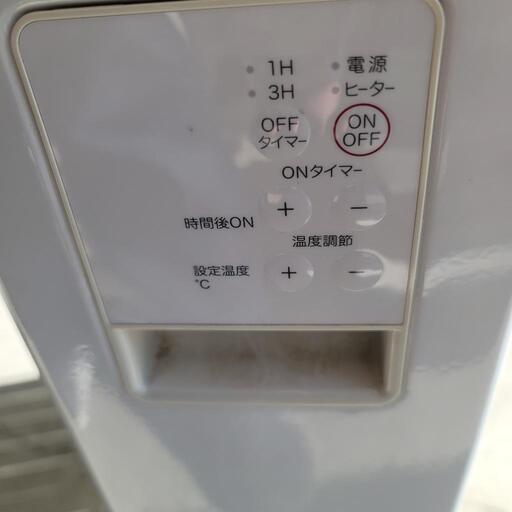 1H
3H
電源
ヒーター
OFF
タイマー
ON
OFF
ONタイマー
時間後ON
+
−
温度調節
設定温度
℃
+
−